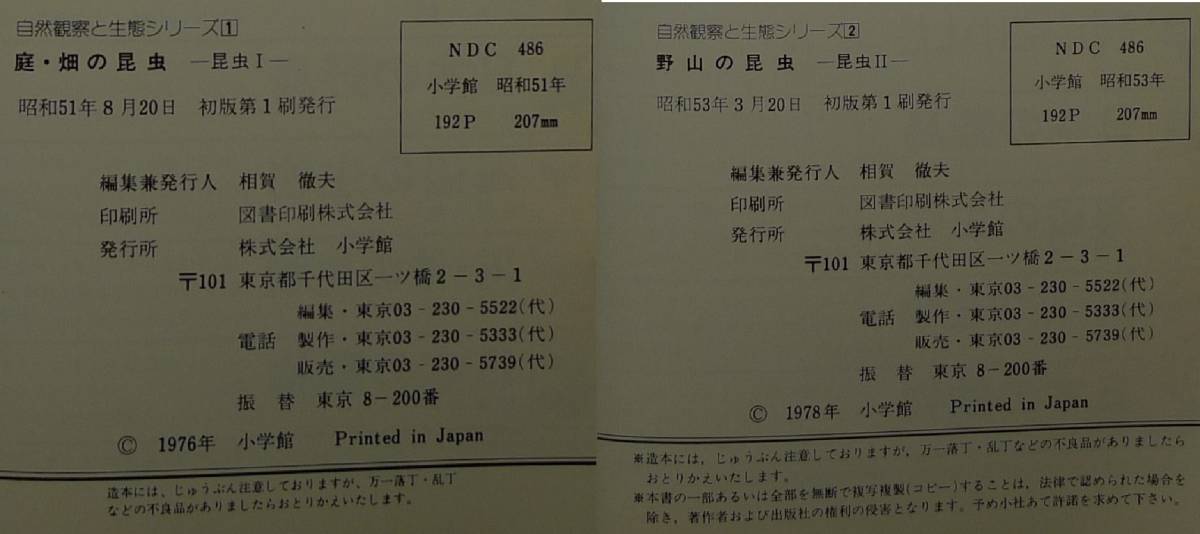 自然観察と生態シリーズ1
庭・畑の昆虫 ―昆虫I―
昭和51年8月20日 初版第1刷発行
NDC 486
小学館 昭和51年
192P 207mm
編集兼発行人 相賀 徹夫
印刷所 図書印刷株式会社
発行所 株式会社 小学館
〒101 東京都千代田区一ツ橋2-3-1
編集・東京03-230-5522(代)
電話 製作・東京03-230-5333(代)
販売・東京03-230-5739(代)
振替 東京8-200番
© 1976年 小学館 Printed in Japan
造本には、じゅうぶん注意しておりますが、万一落丁・乱丁
などの不良品がありましたらおとりかえいたします。
自然観察と生態シリーズ2
野山の昆虫 ―昆虫II―
昭和53年3月20日 初版第1刷発行
NDC 486
小学館 昭和53年
192P 207mm
編集兼発行人 相賀 徹夫
印刷所 図書印刷株式会社
発行所 株式会社 小学館
〒101 東京都千代田区一ツ橋2-3-1
編集・東京03-230-5522(代)
電話 製作・東京03-230-5333(代)
販売・東京03-230-5739(代)
振替 東京8-200番
© 1978年 小学館 Printed in Japan
※造本には、じゅうぶん注意しておりますが、万一落丁・乱丁などの不良品がありましたら
おとりかえいたします。
※本書の一部あるいは全部を無断で複写複製(コピー)することは、法律で認められた場合を
除き、著作者および出版社の権利の侵害となります。予め小社あて許諾を求めて下さい。